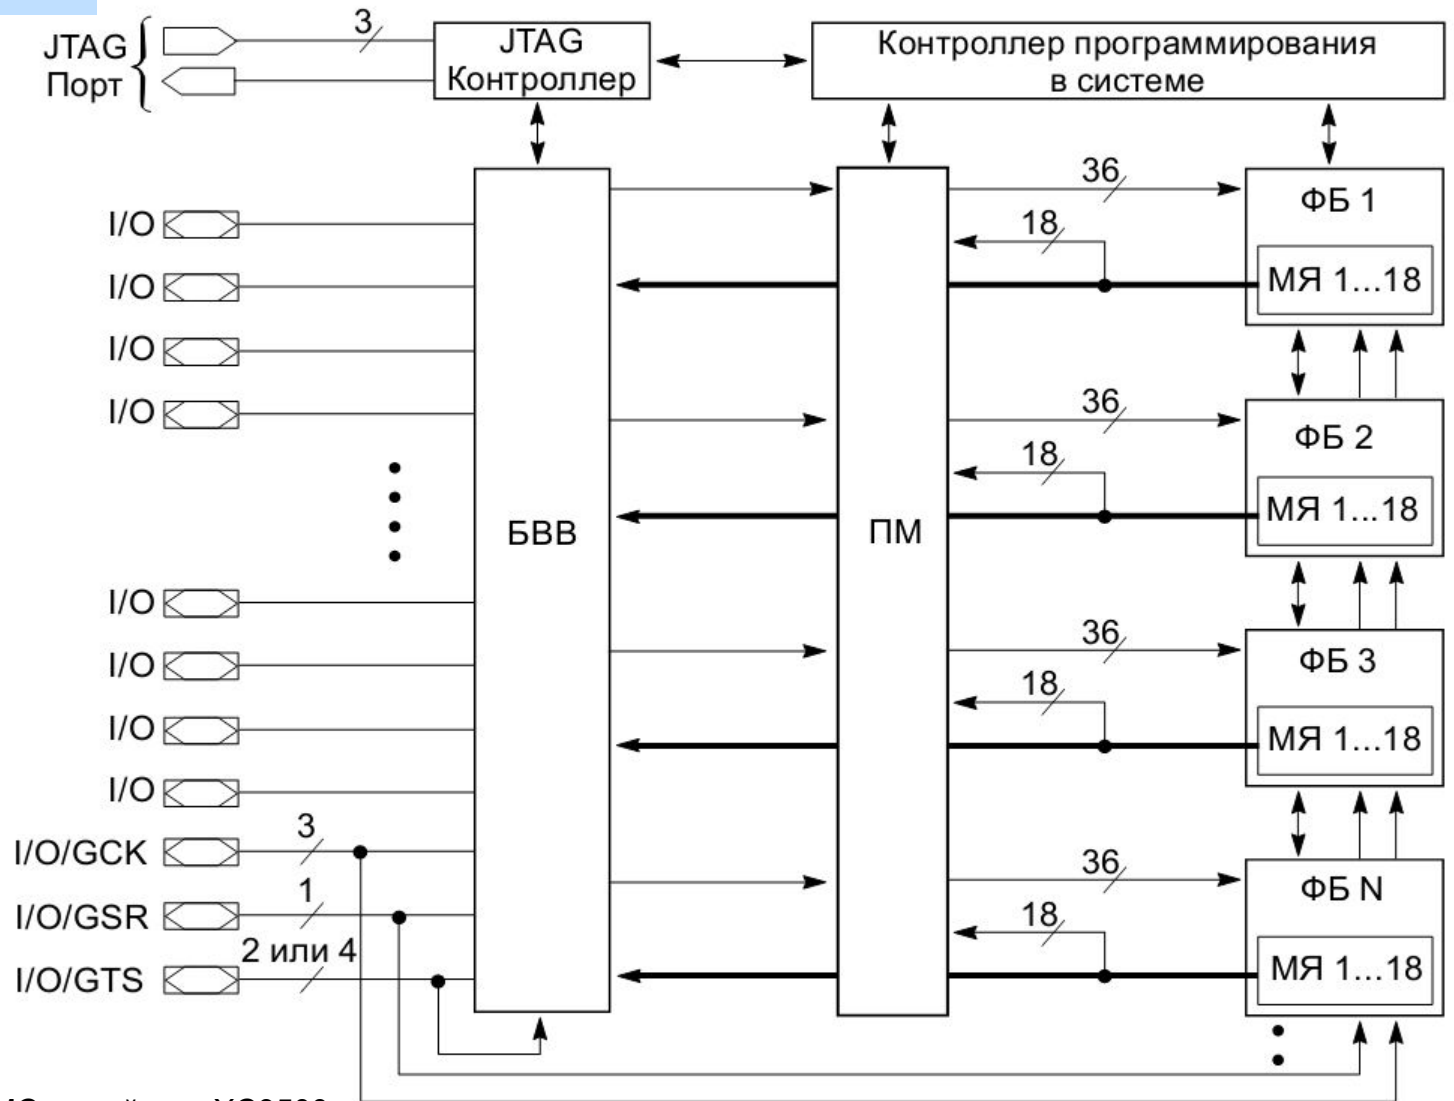 JTAG
Порт
3
JTAG
Контроллер
Контроллер программирования
в системе
I/O
I/O
I/O
I/O
I/O
I/O
I/O
I/O
I/O/GCK
3
I/O/GSR
1
I/O/GTS
2 или 4
БВВ
ПМ
36
18
ФБ 1
МЯ 1...18
36
18
ФБ 2
МЯ 1...18
36
18
ФБ 3
МЯ 1...18
36
18
ФБ N
МЯ 1...18